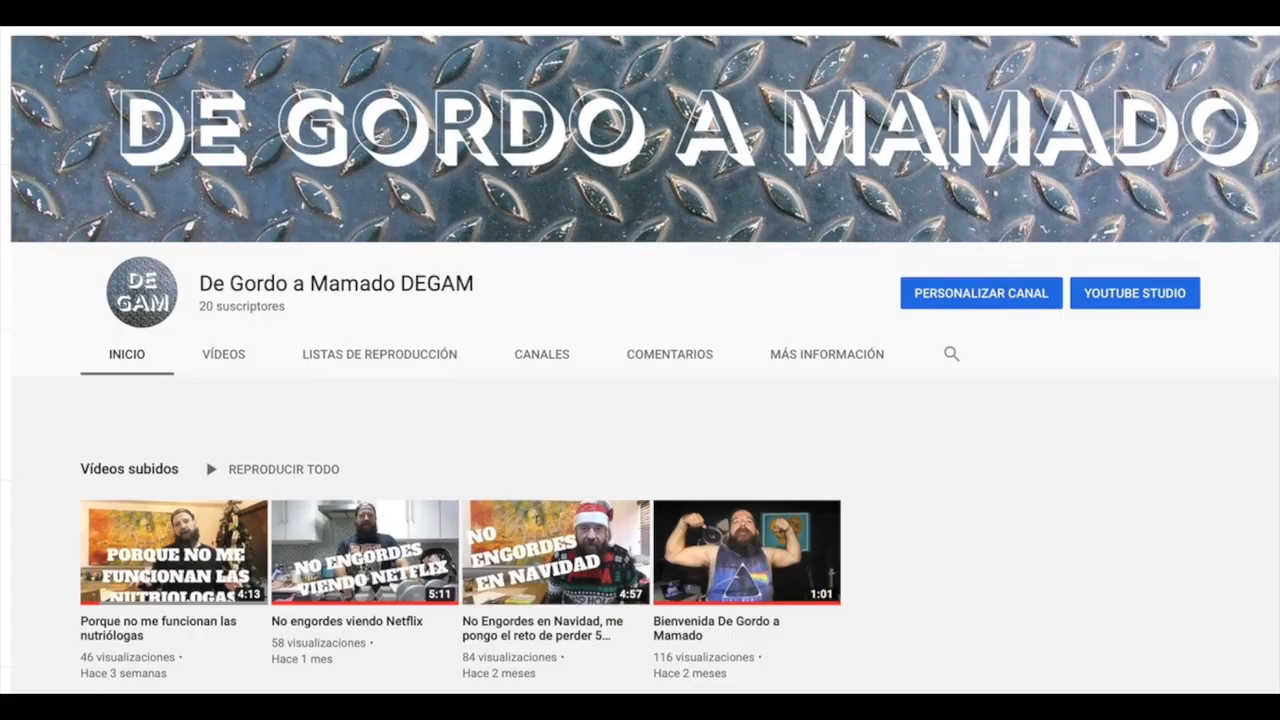 DE GORDO A MAMADO
DE
GAM
De Gordo a Mamado DEGAM
20 suscriptores
PERSONALIZAR CANAL
YOUTUBE STUDIO
INICIO
VÍDEOS
LISTAS DE REPRODUCCIÓN
CANALES
COMENTARIOS
MÁS INFORMACIÓN
Vídeos subidos
REPRODUCIR TODO
PORQUE NO ME
FUNCIONAN LAS
NUTRIOLOGAS
4:13
NO ENGORDES
VIENDO NETFLIX
5:11
NO
ENGORDES
EN NAVIDAD
4:57
1:01
Porque no me funcionan las
nutriólogas
46 visualizaciones •
Hace 3 semanas
No engordes viendo Netflix
58 visualizaciones •
Hace 1 mes
No Engordes en Navidad, me
pongo el reto de perder 5...
84 visualizaciones •
Hace 2 meses
Bienvenida De Gordo a
Mamado
116 visualizaciones •
Hace 2 meses